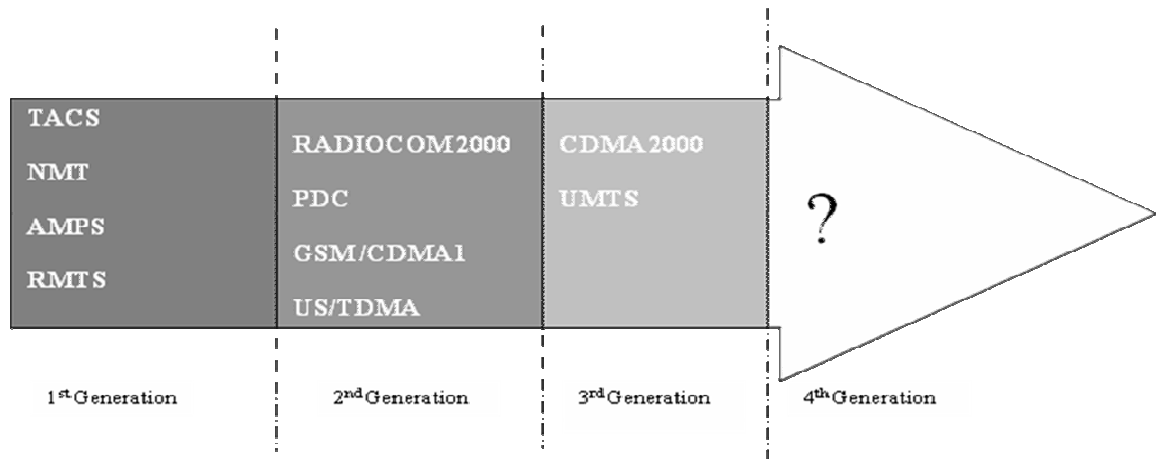 TACS
NMT
AMPS
RMTS
RADIOCOM2000
PDC
GSM/CDMA1
US/TDMA
CDMA2000
UMTS
?
1st Generation
2nd Generation
3rd Generation
4th Generation